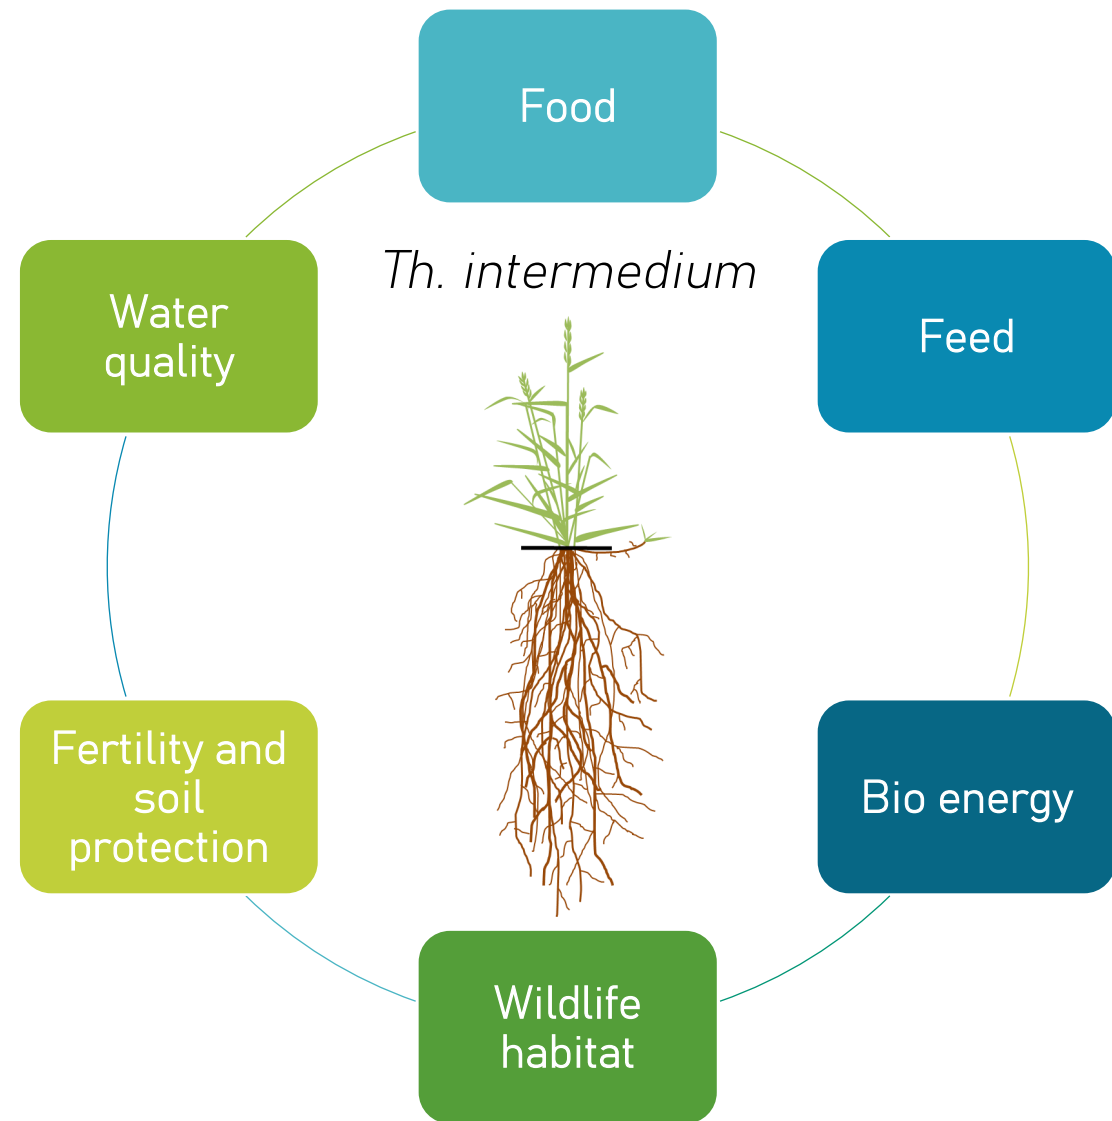 Food
Th. intermedium
Water
quality
Feed
Fertility and
soil
protection
Bio energy
Wildlife
habitat